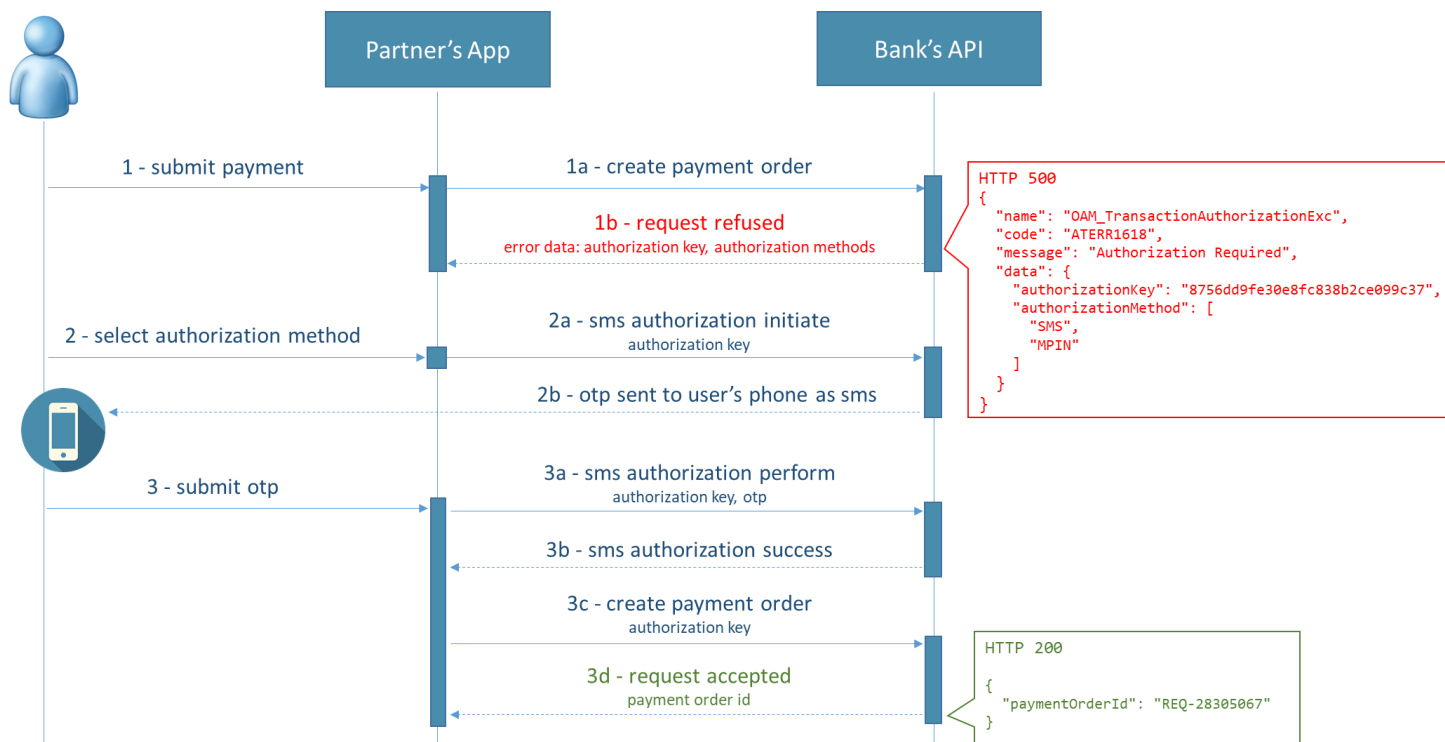 Partner's App
Bank's API
1 - submit payment
1a - create payment order
1b - request refused
error data: authorization key, authorization methods
HTTP 500
{
"name": "OAM_TransactionAuthorizationExc",
"code": "ATERR1618",
"message": "Authorization Required",
"data": {
"authorizationKey": "8756dd9fe30e8fc838b2ce099c37",
"authorizationMethod": [
"SMS",
"MPIN"
]
}
}
2 - select authorization method
2a - sms authorization initiate
authorization key
2b - otp sent to user's phone as sms
3 - submit otp
3a - sms authorization perform
authorization key, otp
3b - sms authorization success
3c - create payment order
authorization key
3d - request accepted
payment order id
HTTP 200
{
"paymentOrderId": "REQ-28305067"
}